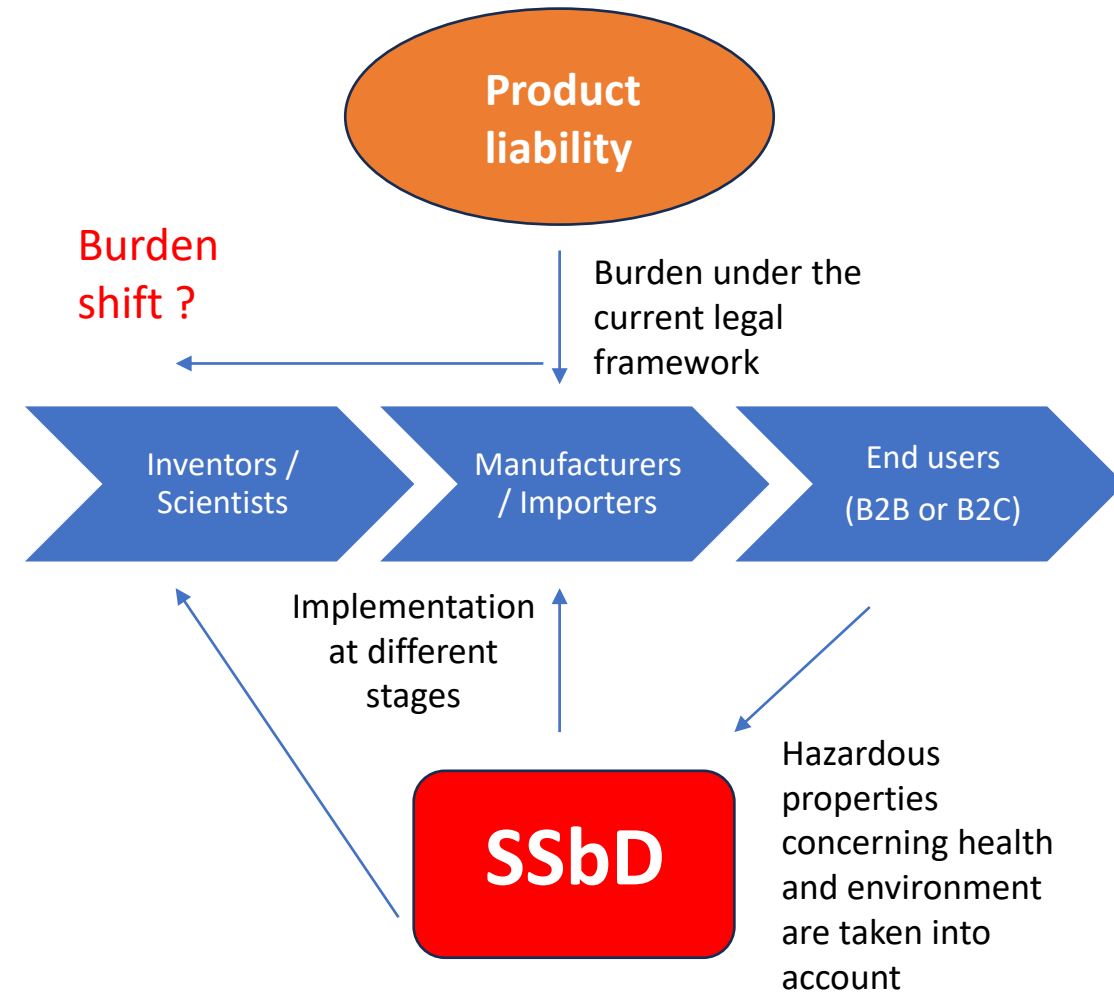 Product
liability
Burden
shift ?
Burden under the
current legal
framework
Inventors /
Scientists
Manufacturers
/ Importers
End users
(B2B or B2C)
Implementation
at different
stages
SSbD
Hazardous
properties
concerning health
and environment
are taken into
account